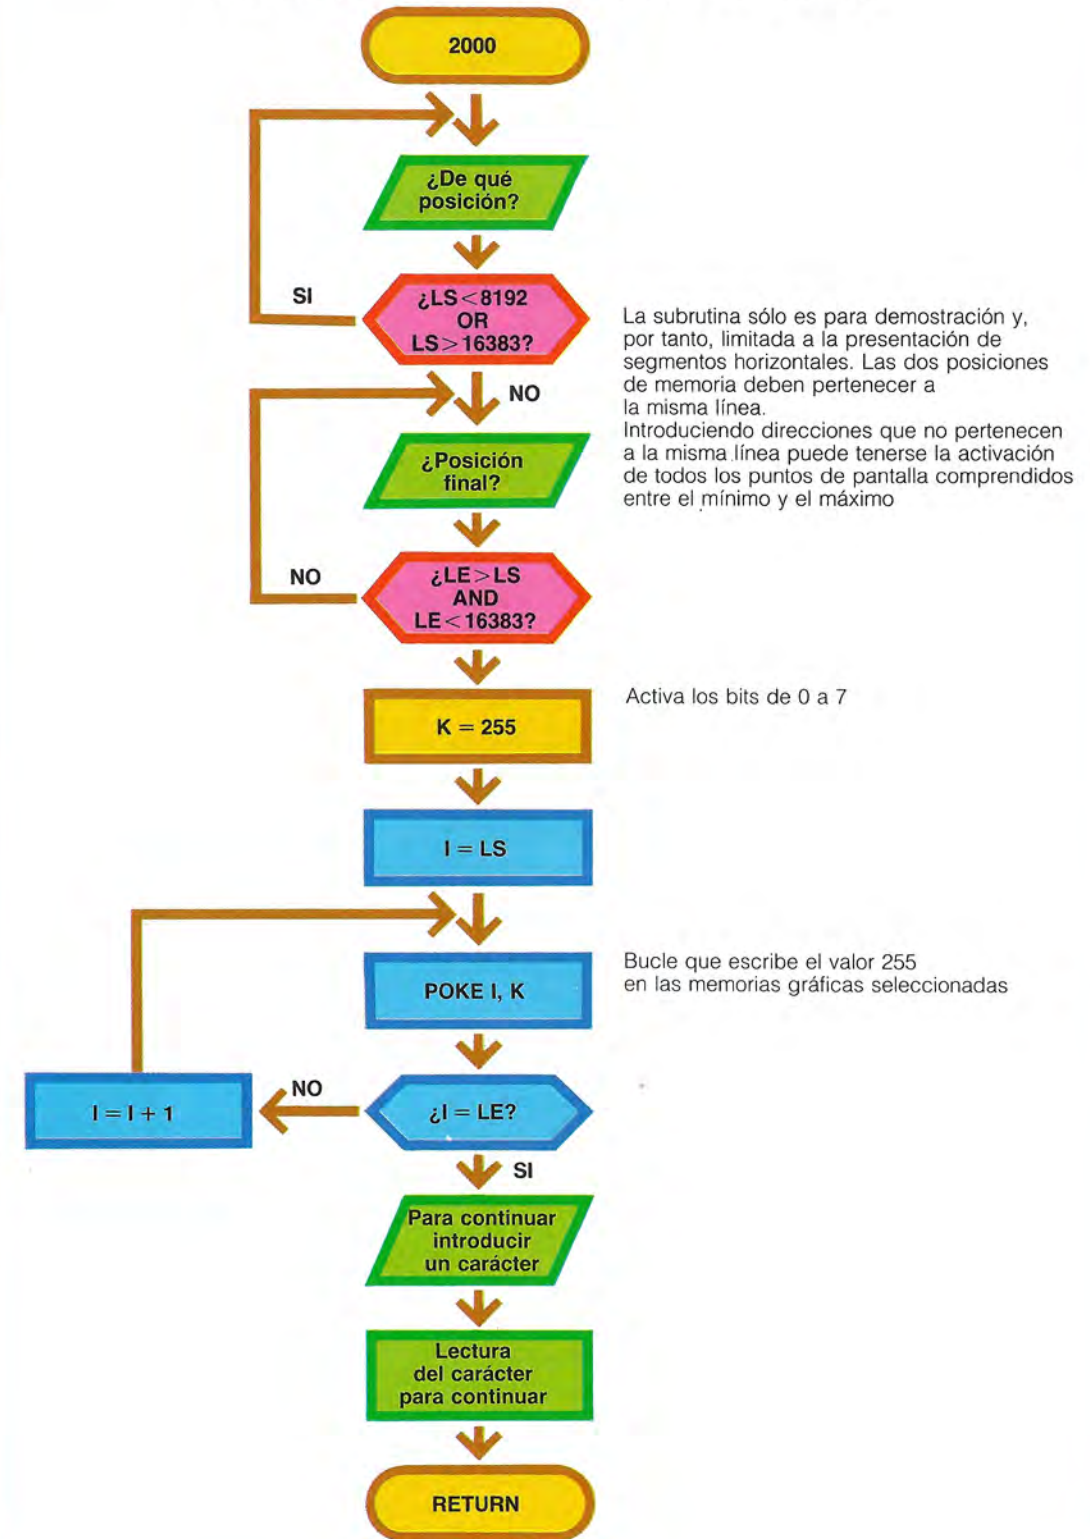 2000
¿De qué
posición?
SI
¿LS<8192
OR
LS>16383?
La subrutina sólo es para demostración y,
por tanto, limitada a la presentación de
segmentos horizontales. Las dos posiciones
de memoria deben pertenecer a
la misma línea.
Introduciendo direcciones que no pertenecen
a la misma línea puede tenerse la activación
de todos los puntos de pantalla comprendidos
entre el mínimo y el máximo
NO
¿Posición
final?
NO
¿LE>LS
AND
LE<16383?
K = 255
Activa los bits de 0 a 7
I = LS
POKE I, K
Bucle que escribe el valor 255
en las memorias gráficas seleccionadas
I = I + 1
NO
¿I = LE?
SI
Para continuar
introducir
un carácter
Lectura
del carácter
para continuar
RETURN